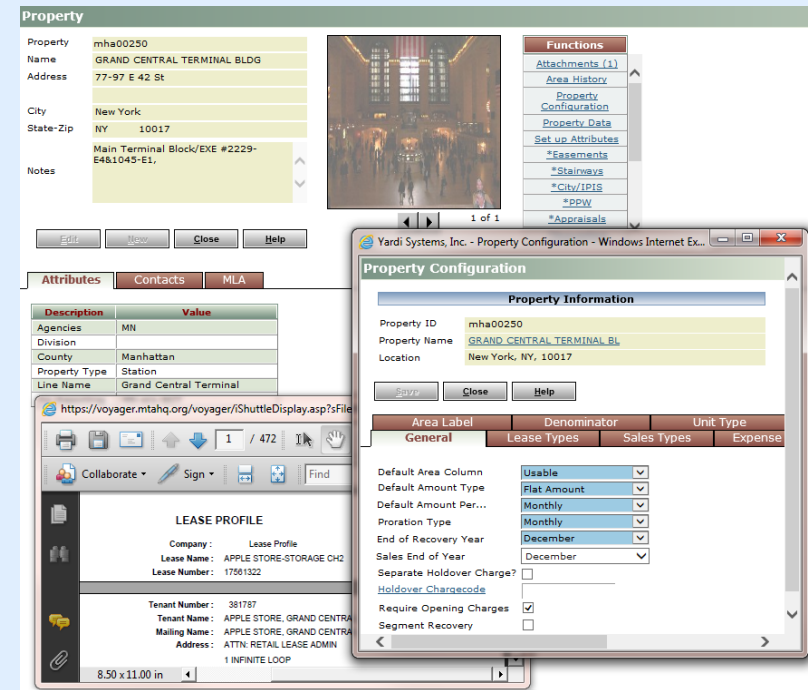 Property
Property mha00250
Name GRAND CENTRAL TERMINAL BLDG
Address 77-97 E 42 St
City New York
State-Zip NY 10017
Notes Main Terminal Block/EXE #2229-
E4&1045-E1,
1 of 1
Edit New Close Help
Functions
Attachments (1)
Area History
Property
Configuration
Property Data
Set up Attributes
*Easements
*Stairways
*City/IPIS
*PPW
*Appraisals
Attributes Contacts MLA
Description Value
Agencies MN
Division
County Manhattan
Property Type Station
Line Name Grand Central Terminal
https://voyager.mtahq.org/voyager/iShuttleDisplay.asp?sFile
1 / 472
Collaborate Sign Find
LEASE PROFILE
Company : Lease Profile
Lease Name : APPLE STORE-STORAGE CH2
Lease Number : 17561322
Tenant Number : 381787
Tenant Name : APPLE STORE, GRAND CENTRA
Mailing Name : APPLE STORE, GRAND CENTRA
Address : ATTN: RETAIL LEASE ADMIN
1 INFINITE LOOP
8.50 x 11.00 in
Yardi Systems, Inc. - Property Configuration - Windows Internet Ex...
Property Configuration
Property Information
Property ID mha00250
Property Name GRAND CENTRAL TERMINAL BL
Location New York, NY, 10017
Save Close Help
Area Label Denominator Unit Type
General Lease Types Sales Types Expense
Default Area Column Usable
Default Amount Type Flat Amount
Default Amount Per... Monthly
Proration Type Monthly
End of Recovery Year December
Sales End of Year December
Separate Holdover Charge?
Holdover Chargecode
Require Opening Charges
Segment Recovery